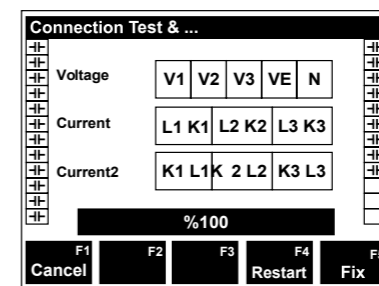 Connection Test & ...
Voltage V1 V2 V3 VE N
Current L1 K1 L2 K2 L3 K3
Current2 K1 L1 K 2 L2 K3 L3
%100
F1 F2 F3 F4 F5
Cancel Restart Fix